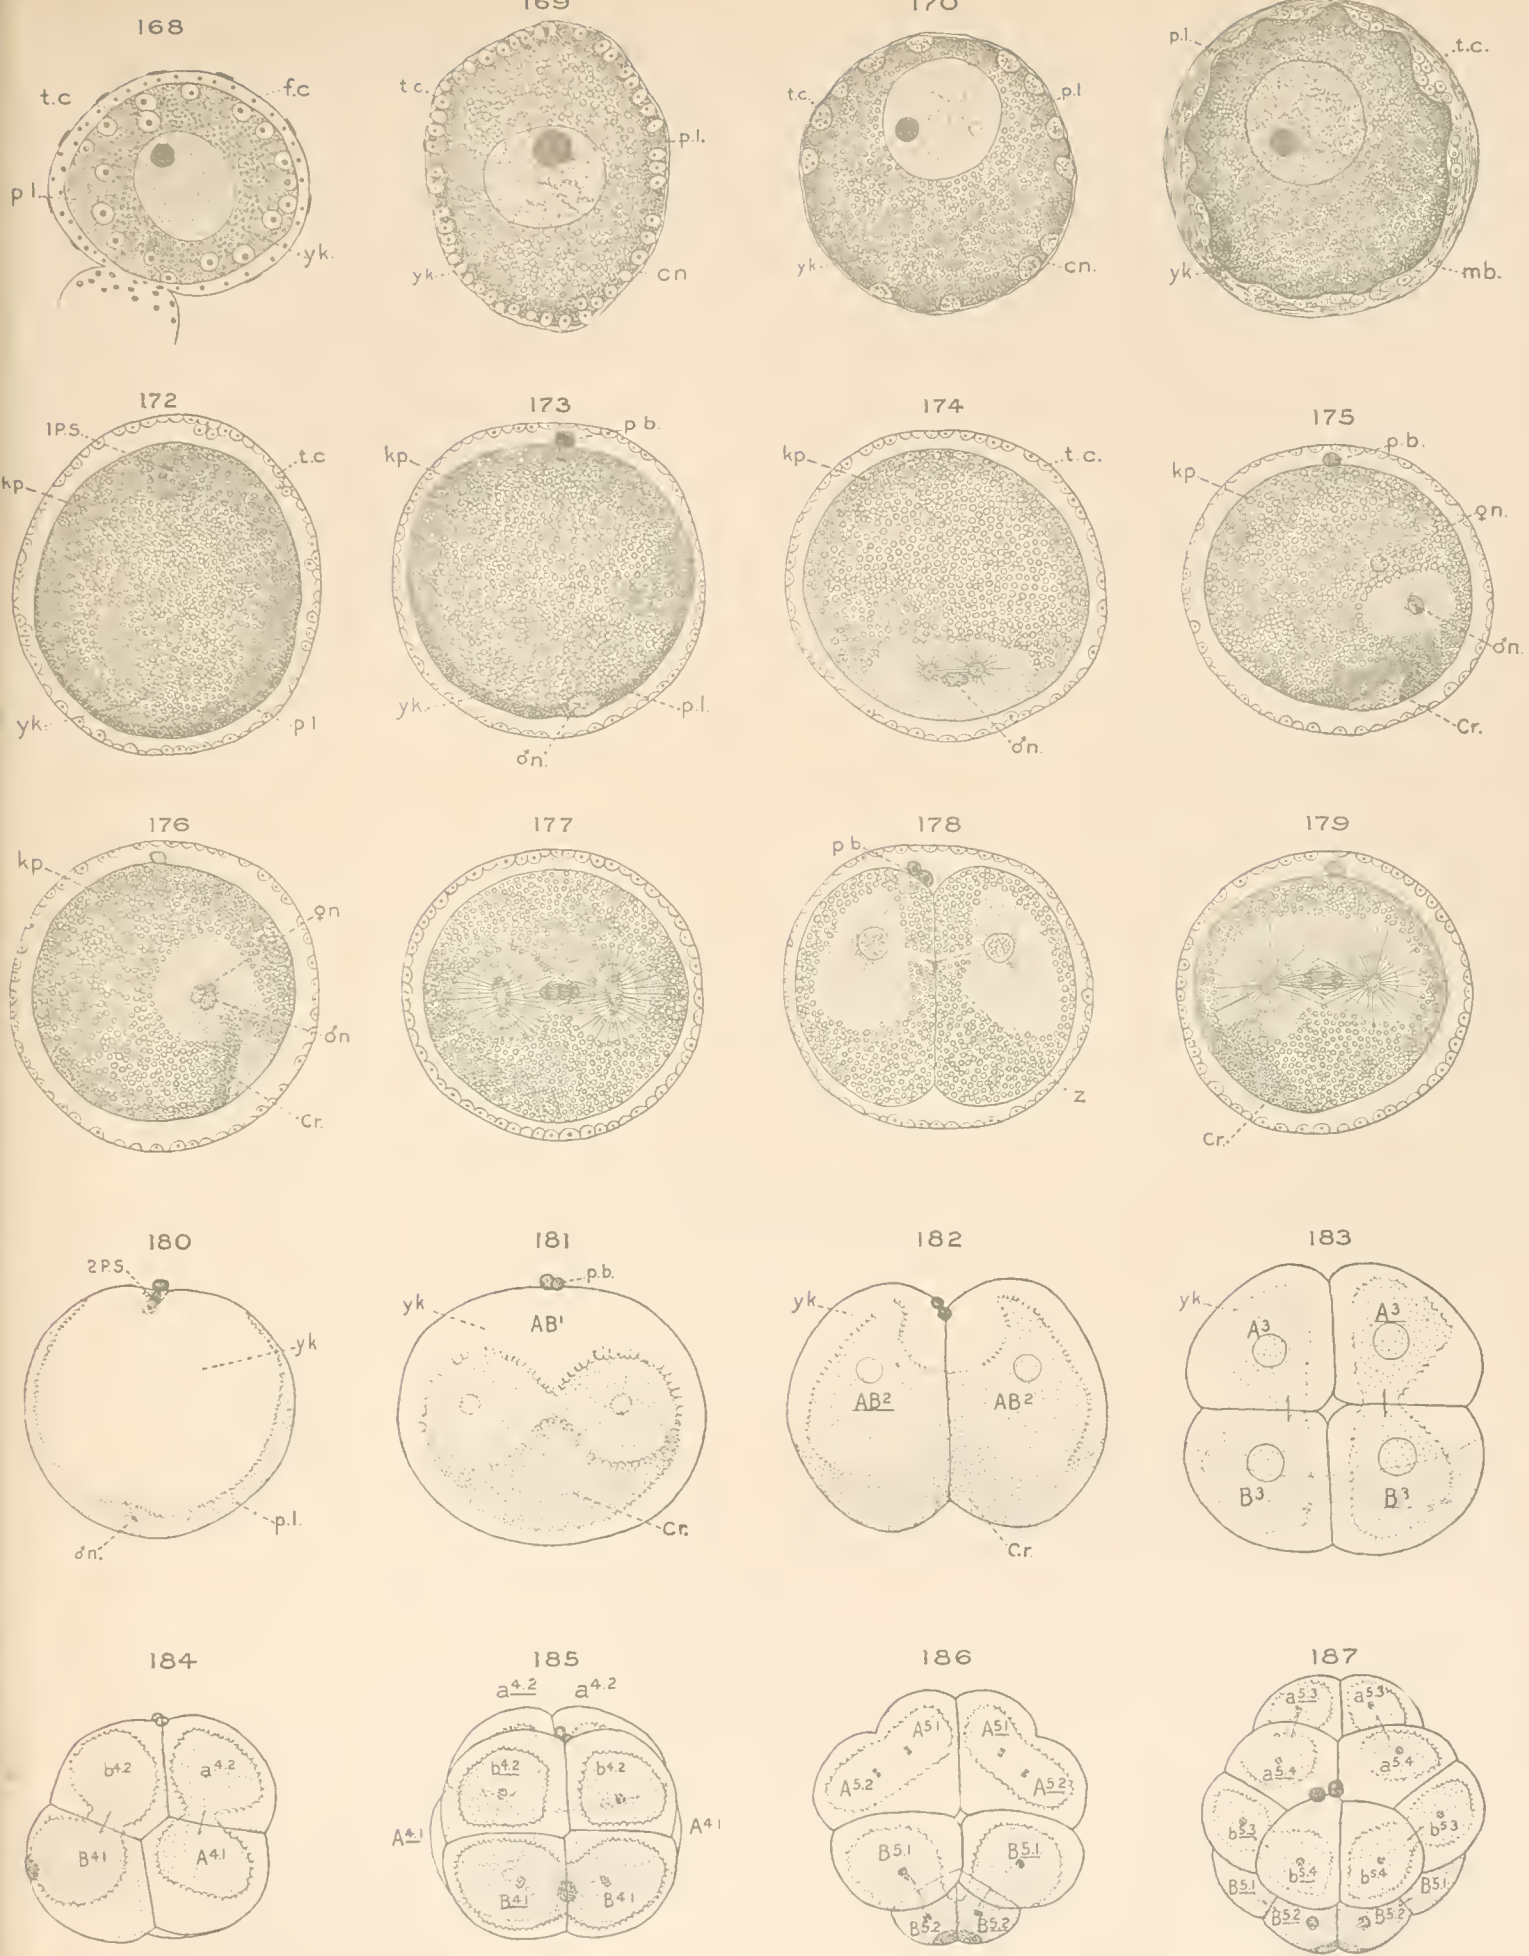 168
169
170
t.c
f.c
p l.
yk.
t c.
p.l.
yk
cn
t.c.
p.l
yk
cn.
p.l.
t.c.
yk
mb.
172
173
174
175
1P.S.
t.c
kp
yk.
p l
kp
p b.
yk
p.l.
♂n.
kp
t.c.
♂n.
kp
p.b.
♀n.
♂n.
Cr.
176
177
178
179
kp
♀n
♂n
Cr.
p b.
z
Cr.
180
181
182
183
2P.S.
yk
p.l.
♂n.
p.b.
yk
AB¹
Cr.
yk
AB²
AB²
C.r.
yk
A³
A³
B³
B³
184
185
186
187
b4.2
a4.2
B4.1
A4.1
a4.2
a4.2
b4.2
b4.2
A4.1
A4.1
B4.1
B4.1
A5.1
A5.1
A5.2
A5.2
B5.1
B5.1
B5.2
B5.2
a5.3
a5.3
a5.4
a5.4
b5.3
b5.3
b5.4
b5.4
B5.1
B5.1
B5.2
B5.2